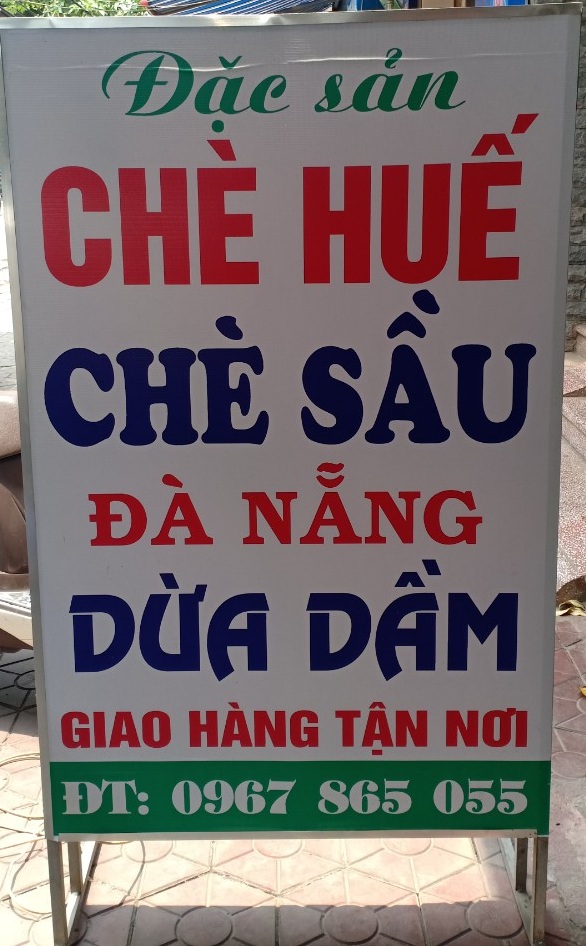 Đặc sản
CHÈ HUẾ
CHÈ SẦU
ĐÀ NẴNG
DỪA DẦM
GIAO HÀNG TẬN NƠI
ĐT: 0967 865 055